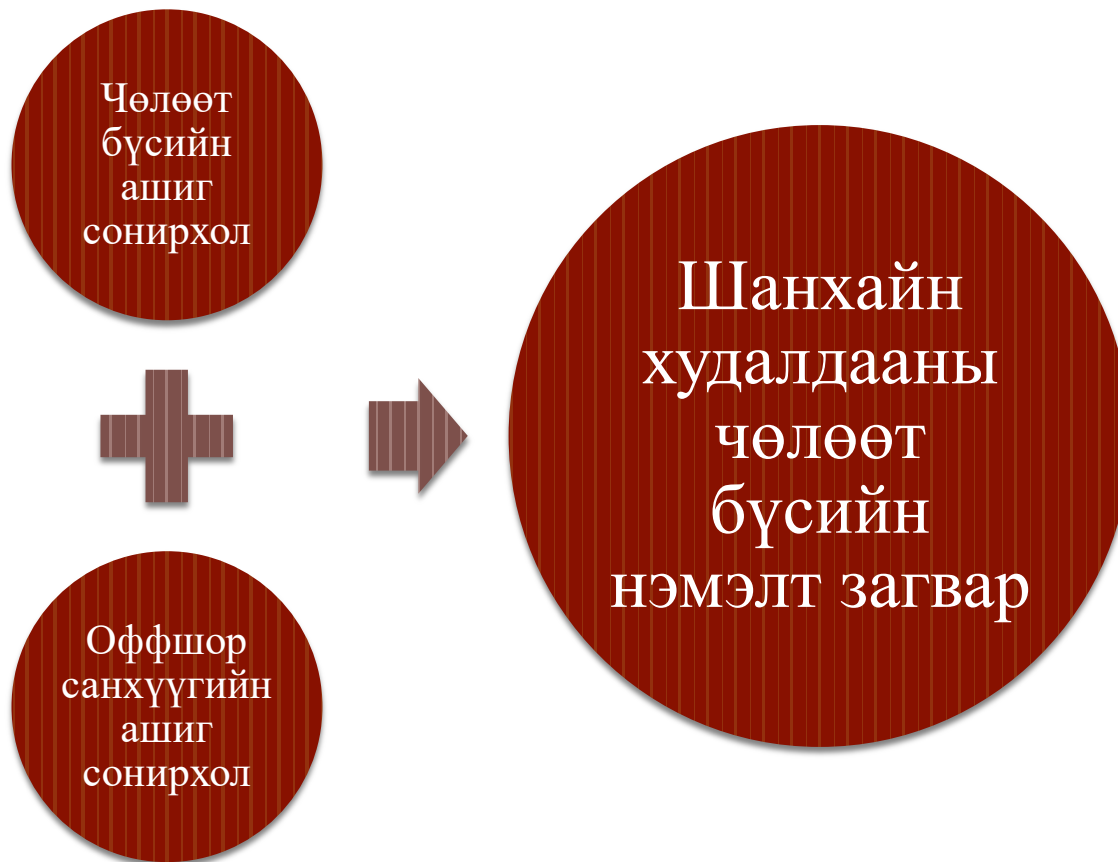 Чөлөөт
бүсийн
ашиг
сонирхол
Оффшор
санхүүгийн
ашиг
сонирхол
Шанхайн
худалдааны
чөлөөт
бүсийн
нэмэлт загвар